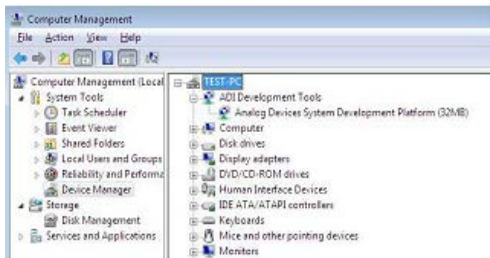 Computer Management
File Action View Help
Computer Management (Local
System Tools
Task Scheduler
Event Viewer
Shared Folders
Local Users and Groups
Reliability and Performa
Device Manager
Storage
Disk Management
Services and Applications
TEST-PC
ADI Development Tools
Analog Devices System Development Platform (32MB)
Computer
Disk drives
Display adapters
DVD/CD-ROM drives
Human Interface Devices
IDE ATA/ATAPI controllers
Keyboards
Mice and other pointing devices
Monitors